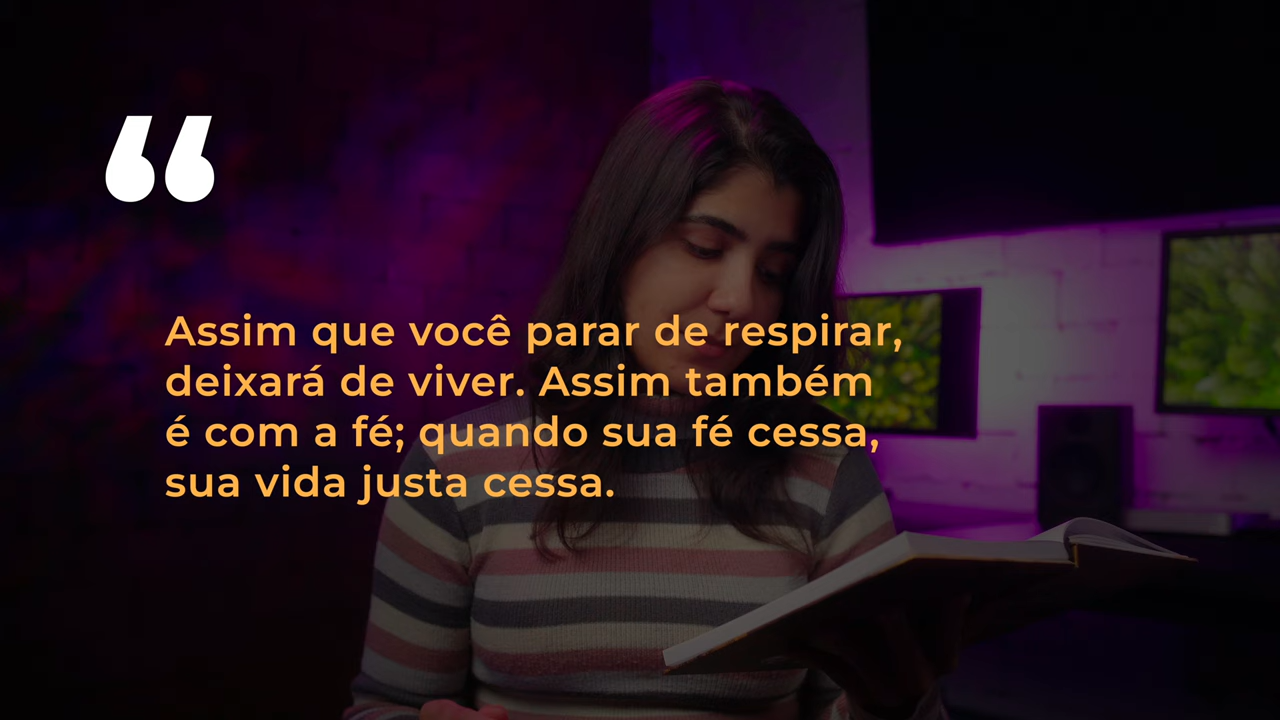 “
Assim que você parar de respirar,
deixará de viver. Assim também
é com a fé; quando sua fé cessa,
sua vida justa cessa.